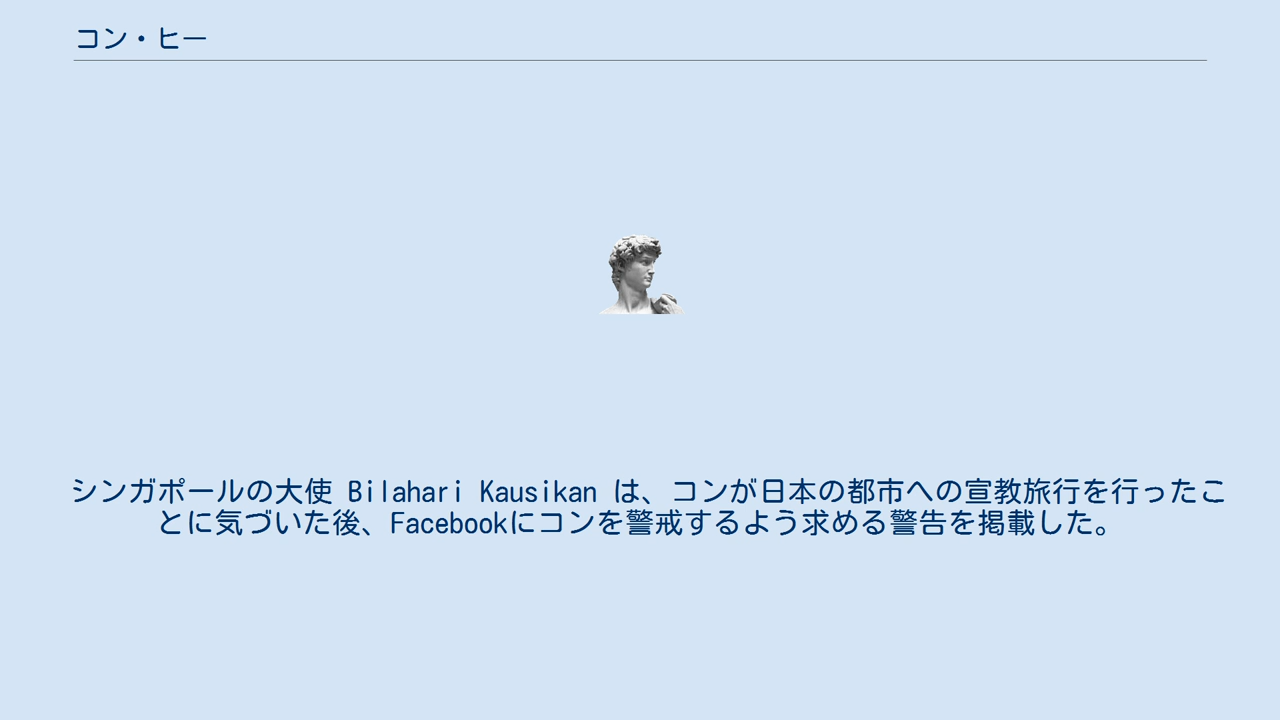 コン・ヒー
シンガポールの大使 Bilahari Kausikan は、コンが日本の都市への宣教旅行を行ったこ
とに気づいた後、Facebookにコンを警戒するよう求める警告を掲載した。